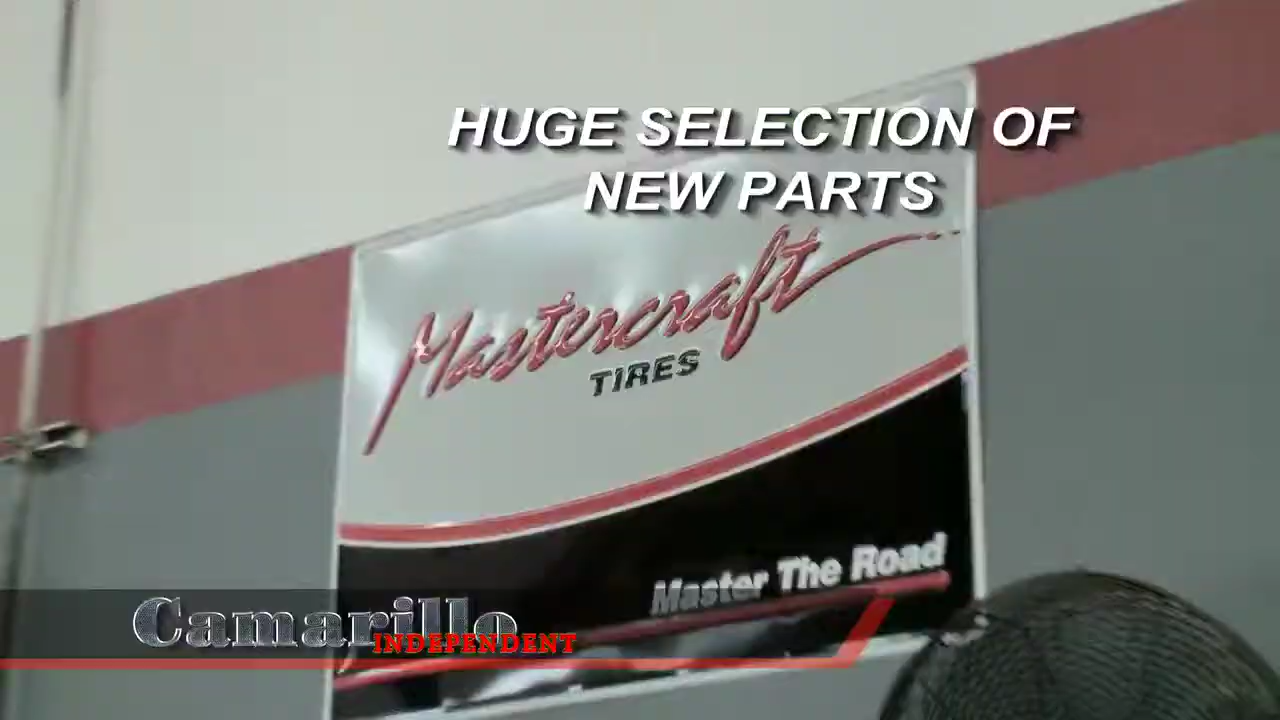 HUGE SELECTION OF
NEW PARTS
Mastercraft
TIRES
Master The Road
Camarillo
INDEPENDENT